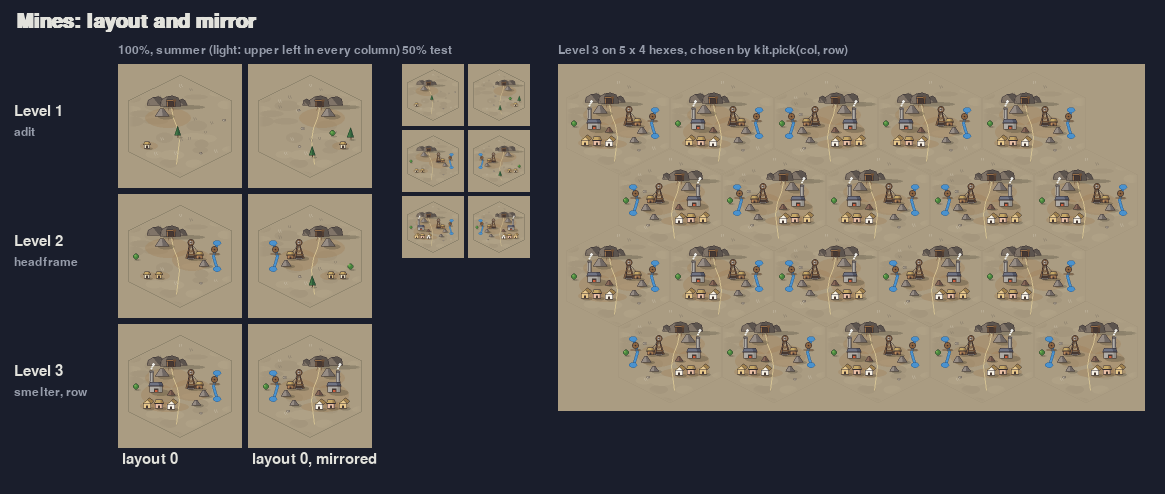 Mines: layout and mirror
100%, summer (light: upper left in every column)
50% test
Level 3 on 5 x 4 hexes, chosen by kit.pick(col, row)
Level 1
adit
Level 2
headframe
Level 3
smelter, row
layout 0
layout 0, mirrored